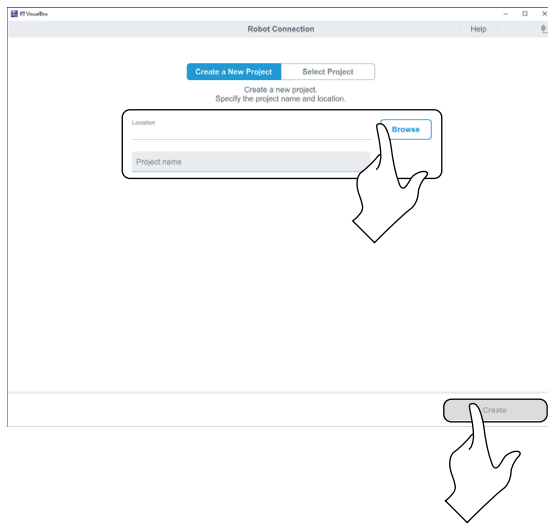 RT VisualBox
Robot Connection
Help
Create a New Project
Select Project
Create a new project.
Specify the project name and location.
Location
Browse
Project name
Create